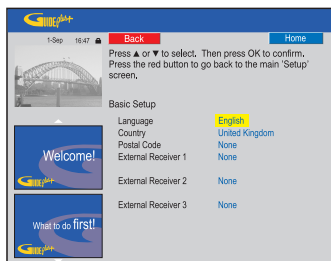 GUIDE plus+
1-Sep 16:47
Back Home
Press ▲ or ▼ to select. Then press OK to confirm.
Press the red button to go back to the main 'Setup'
screen.
Basic Setup
Language English
Country United Kingdom
Postal Code None
External Receiver 1 None
External Receiver 2 None
External Receiver 3 None
Welcome!
GUIDE plus+
What to do first!
GUIDE plus+